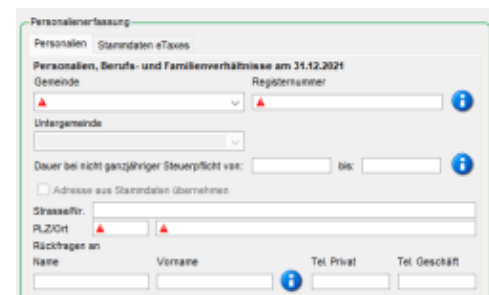 Personalienerfassung
Personalien Stammdaten eTaxes
Personalien, Berufs- und Familienverhältnisse am 31.12.2021
Gemeinde Registernummer
Untergemeinde
Dauer bei nicht ganzjähriger Steuerpflicht von: bis:
Adresse aus Stammdaten übernehmen
Strasse/Nr.
PLZ/Ort
Rückfragen an
Name Vorname Tel. Privat Tel. Geschäft